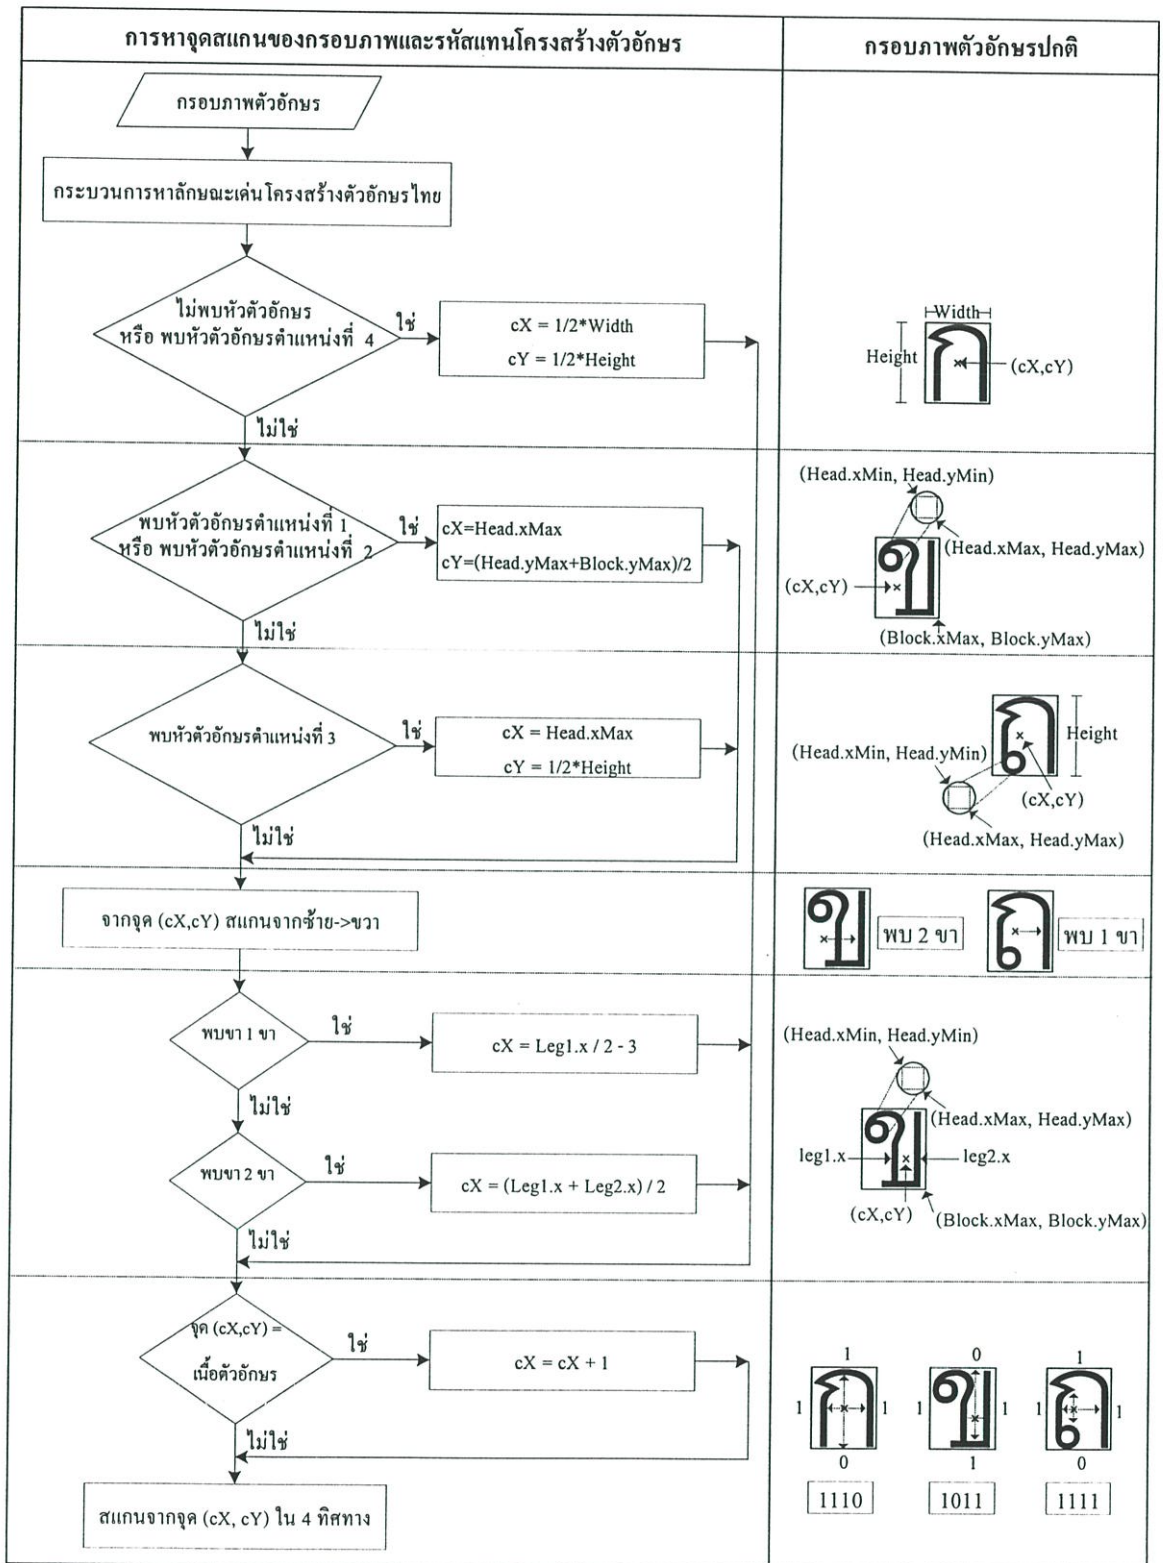 การหาจุดสแกนของกรอบภาพและรหัสแทนโครงสร้างตัวอักษร
กรอบภาพตัวอักษรปกติ
กรอบภาพตัวอักษร
กระบวนการหาลักษณะเด่นโครงสร้างตัวอักษรไทย
ไม่พบหัวตัวอักษร
หรือ พบหัวตัวอักษรตำแหน่งที่ 4
ใช่
cX = 1/2*Width
cY = 1/2*Height
ไม่ใช่
Width
Height
(cX,cY)
พบหัวตัวอักษรตำแหน่งที่ 1
หรือ พบหัวตัวอักษรตำแหน่งที่ 2
ใช่
cX=Head.xMax
cY=(Head.yMax+Block.yMax)/2
ไม่ใช่
(Head.xMin, Head.yMin)
(Head.xMax, Head.yMax)
(cX,cY)
(Block.xMax, Block.yMax)
พบหัวตัวอักษรตำแหน่งที่ 3
ใช่
cX = Head.xMax
cY = 1/2*Height
ไม่ใช่
Height
(Head.xMin, Head.yMin)
(cX,cY)
(Head.xMax, Head.yMax)
จากจุด (cX,cY) สแกนจากซ้าย->ขวา
พบ 2 ขา
พบ 1 ขา
พบขา 1 ขา
ใช่
cX = Leg1.x / 2 - 3
ไม่ใช่
พบขา 2 ขา
ใช่
cX = (Leg1.x + Leg2.x) / 2
ไม่ใช่
(Head.xMin, Head.yMin)
(Head.xMax, Head.yMax)
leg1.x
leg2.x
(cX,cY)
(Block.xMax, Block.yMax)
จุด (cX,cY) =
เนื้อตัวอักษร
ใช่
cX = cX + 1
ไม่ใช่
สแกนจากจุด (cX, cY) ใน 4 ทิศทาง
1 0 1
1 1 1 1 1 1
0 1 0
1110 1011 1111